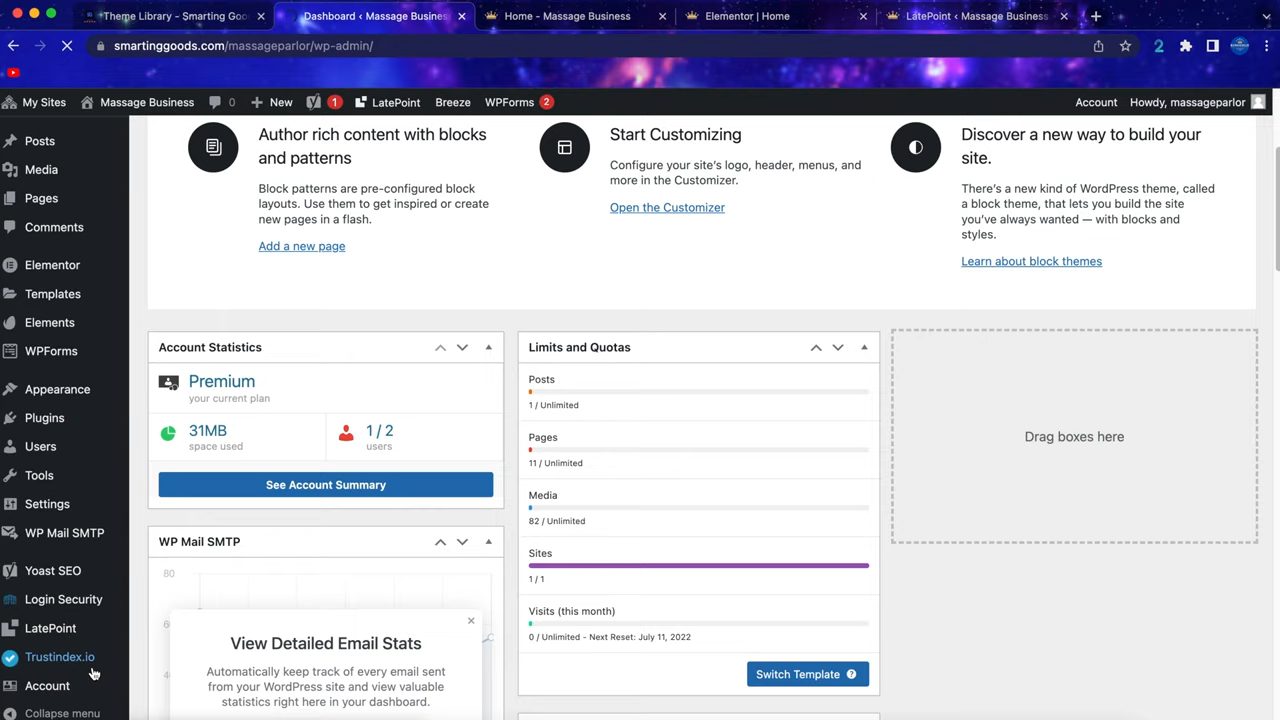 Theme Library - Smarting Goo
Dashboard ‹ Massage Busines
Home - Massage Business
Elementor | Home
LatePoint ‹ Massage Business
smartinggoods.com/massageparlor/wp-admin/
2
My Sites
Massage Business
0
New
1
LatePoint
Breeze
WPForms
2
Account
Howdy, massageparlor
Posts
Media
Pages
Comments
Elementor
Templates
Elements
WPForms
Appearance
Plugins
Users
Tools
Settings
WP Mail SMTP
Yoast SEO
Login Security
LatePoint
Trustindex.io
Account
Collapse menu
Author rich content with blocks
and patterns
Block patterns are pre-configured block
layouts. Use them to get inspired or create
new pages in a flash.
Add a new page
Start Customizing
Configure your site's logo, header, menus, and
more in the Customizer.
Open the Customizer
Discover a new way to build your
site.
There's a new kind of WordPress theme, called
a block theme, that lets you build the site
you've always wanted — with blocks and
styles.
Learn about block themes
Account Statistics
Premium
your current plan
31MB
space used
1 / 2
users
See Account Summary
WP Mail SMTP
80
View Detailed Email Stats
Automatically keep track of every email sent
from your WordPress site and view valuable
statistics right here in your dashboard.
Limits and Quotas
Posts
1 / Unlimited
Pages
11 / Unlimited
Media
82 / Unlimited
Sites
1 / 1
Visits (this month)
0 / Unlimited - Next Reset: July 11, 2022
Switch Template
Drag boxes here